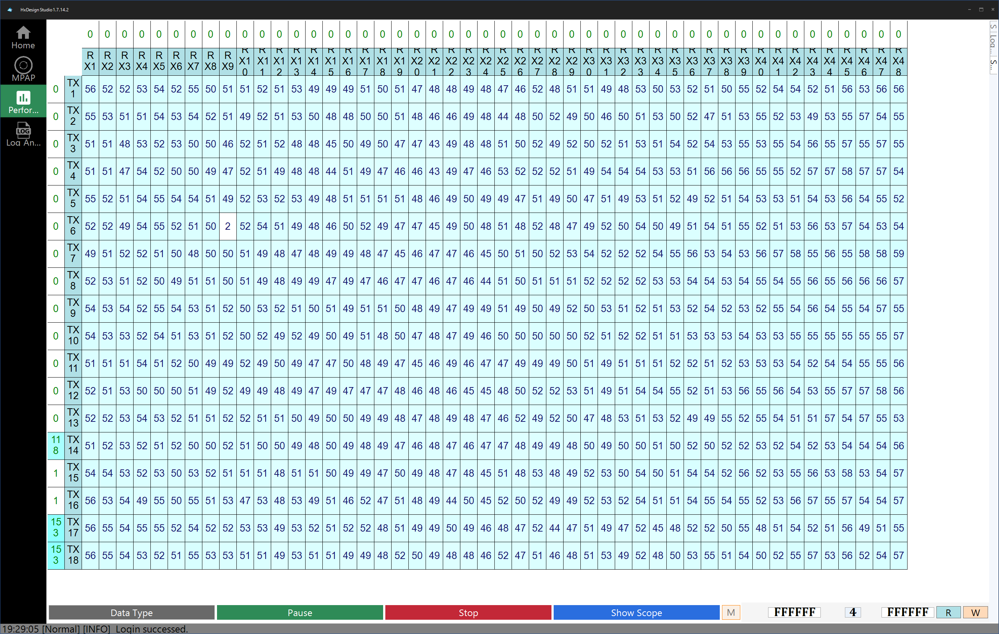 HxDesign Studio 1.7.14.2
Home
MPAP
Perfor...
LOG
Log An...
S
Log...
S...
0 0 0 0 0 0 0 0 0 0 0 0 0 0 0 0 0 0 0 0 0 0 0 0 0 0 0 0 0 0 0 0 0 0 0 0 0 0 0 0 0 0 0 0 0 0 0 0
RX1 RX2 RX3 RX4 RX5 RX6 RX7 RX8 RX9 RX10 RX11 RX12 RX13 RX14 RX15 RX16 RX17 RX18 RX19 RX20 RX21 RX22 RX23 RX24 RX25 RX26 RX27 RX28 RX29 RX30 RX31 RX32 RX33 RX34 RX35 RX36 RX37 RX38 RX39 RX40 RX41 RX42 RX43 RX44 RX45 RX46 RX47 RX48
0 TX1 56 52 52 53 54 52 55 50 51 51 52 51 53 49 49 49 51 50 51 47 48 48 49 48 47 46 52 48 51 51 49 48 53 50 53 52 51 50 55 52 54 54 52 51 56 53 56 56
0 TX2 55 53 51 51 54 53 54 52 51 49 52 51 53 50 48 48 50 50 51 48 46 46 49 48 44 48 50 52 49 50 46 50 51 53 50 52 47 51 53 55 52 53 49 53 55 57 54 55
0 TX3 51 51 48 53 52 53 50 50 46 52 51 52 48 48 45 50 49 50 47 47 43 49 48 48 51 50 52 49 52 50 52 51 53 51 54 52 54 53 55 53 55 54 56 55 57 55 57 55
0 TX4 51 51 47 54 52 50 50 49 47 52 51 49 48 48 44 51 49 47 46 46 43 49 47 46 53 52 52 52 51 49 54 54 54 53 53 51 56 56 56 55 55 52 57 57 58 57 57 54
0 TX5 55 52 51 54 55 54 54 51 49 52 53 52 53 49 48 51 51 51 51 48 46 49 50 49 49 47 51 49 50 47 51 49 53 51 52 49 52 51 54 53 53 51 54 53 56 54 55 52
0 TX6 52 52 49 54 55 52 51 50 2 52 54 51 49 48 46 50 52 49 47 47 45 49 50 48 51 48 52 48 47 49 52 50 54 50 49 51 54 51 55 52 51 53 56 53 57 54 53 54
0 TX7 49 51 52 52 51 50 48 50 50 51 49 48 47 48 49 49 48 47 45 46 47 47 46 45 50 51 50 52 53 54 52 52 52 54 55 56 53 54 53 56 57 58 55 56 55 58 58 59
0 TX8 52 53 51 52 50 49 51 51 50 51 49 48 49 49 47 49 47 46 47 47 46 47 46 44 51 50 51 51 51 52 52 52 52 53 53 54 54 53 54 55 54 55 56 55 56 56 56 57
0 TX9 54 53 54 52 55 54 53 51 52 50 53 52 51 50 51 49 51 51 50 48 49 47 49 49 51 49 50 49 52 50 53 51 52 51 53 52 54 52 53 52 55 54 56 54 55 54 57 55
0 TX10 54 53 53 52 54 51 53 51 52 50 52 49 52 49 50 49 51 48 50 47 48 47 49 46 50 50 50 50 50 52 51 52 52 51 51 53 53 53 54 53 53 55 55 55 55 55 55 57
0 TX11 51 51 51 54 51 52 50 49 49 52 49 50 49 47 47 50 48 49 47 45 46 49 46 47 47 49 49 49 50 51 49 51 51 51 52 52 51 52 53 53 53 54 52 54 54 55 55 56
0 TX12 52 51 53 50 50 50 51 49 52 49 49 48 49 47 49 47 47 47 48 46 48 46 45 45 48 50 52 52 53 51 49 51 54 54 55 52 51 53 56 55 56 54 53 55 57 57 58 56
0 TX13 52 52 53 54 53 52 51 51 52 52 51 51 50 49 50 50 49 49 48 47 48 49 48 47 46 52 49 52 50 47 48 53 51 53 52 49 49 55 52 55 54 51 51 57 54 57 55 53
118 TX14 51 52 53 52 51 52 50 50 52 51 50 50 49 48 50 49 48 49 47 46 48 47 46 47 47 48 49 49 48 50 49 50 50 51 50 52 50 52 52 53 52 54 52 53 54 54 54 56
1 TX15 54 54 53 52 53 50 53 52 51 51 51 48 51 51 50 49 49 47 50 49 48 47 48 45 51 48 53 48 49 52 53 50 54 50 51 54 54 52 56 52 53 55 56 53 58 53 54 57
1 TX16 56 53 54 49 55 50 55 51 53 47 53 48 53 49 51 46 52 47 51 48 49 44 50 45 52 50 52 49 49 52 53 52 54 51 51 54 55 54 55 52 53 56 57 55 57 54 54 57
153 TX17 56 55 54 55 55 52 54 52 52 53 53 49 53 52 51 52 52 48 51 49 49 50 49 46 48 47 52 44 47 51 49 47 52 45 48 52 52 50 55 48 51 54 52 51 56 49 51 55
153 TX18 56 55 54 53 52 51 55 53 53 51 51 49 53 51 51 49 49 48 52 50 49 48 48 46 52 47 51 46 48 51 53 49 52 48 50 53 55 51 54 50 52 55 57 53 56 52 54 57
Data Type Pause Stop Show Scope M FFFFFF 4 FFFFFF R W
19:29:05 [Normal] [INFO] Login successed.